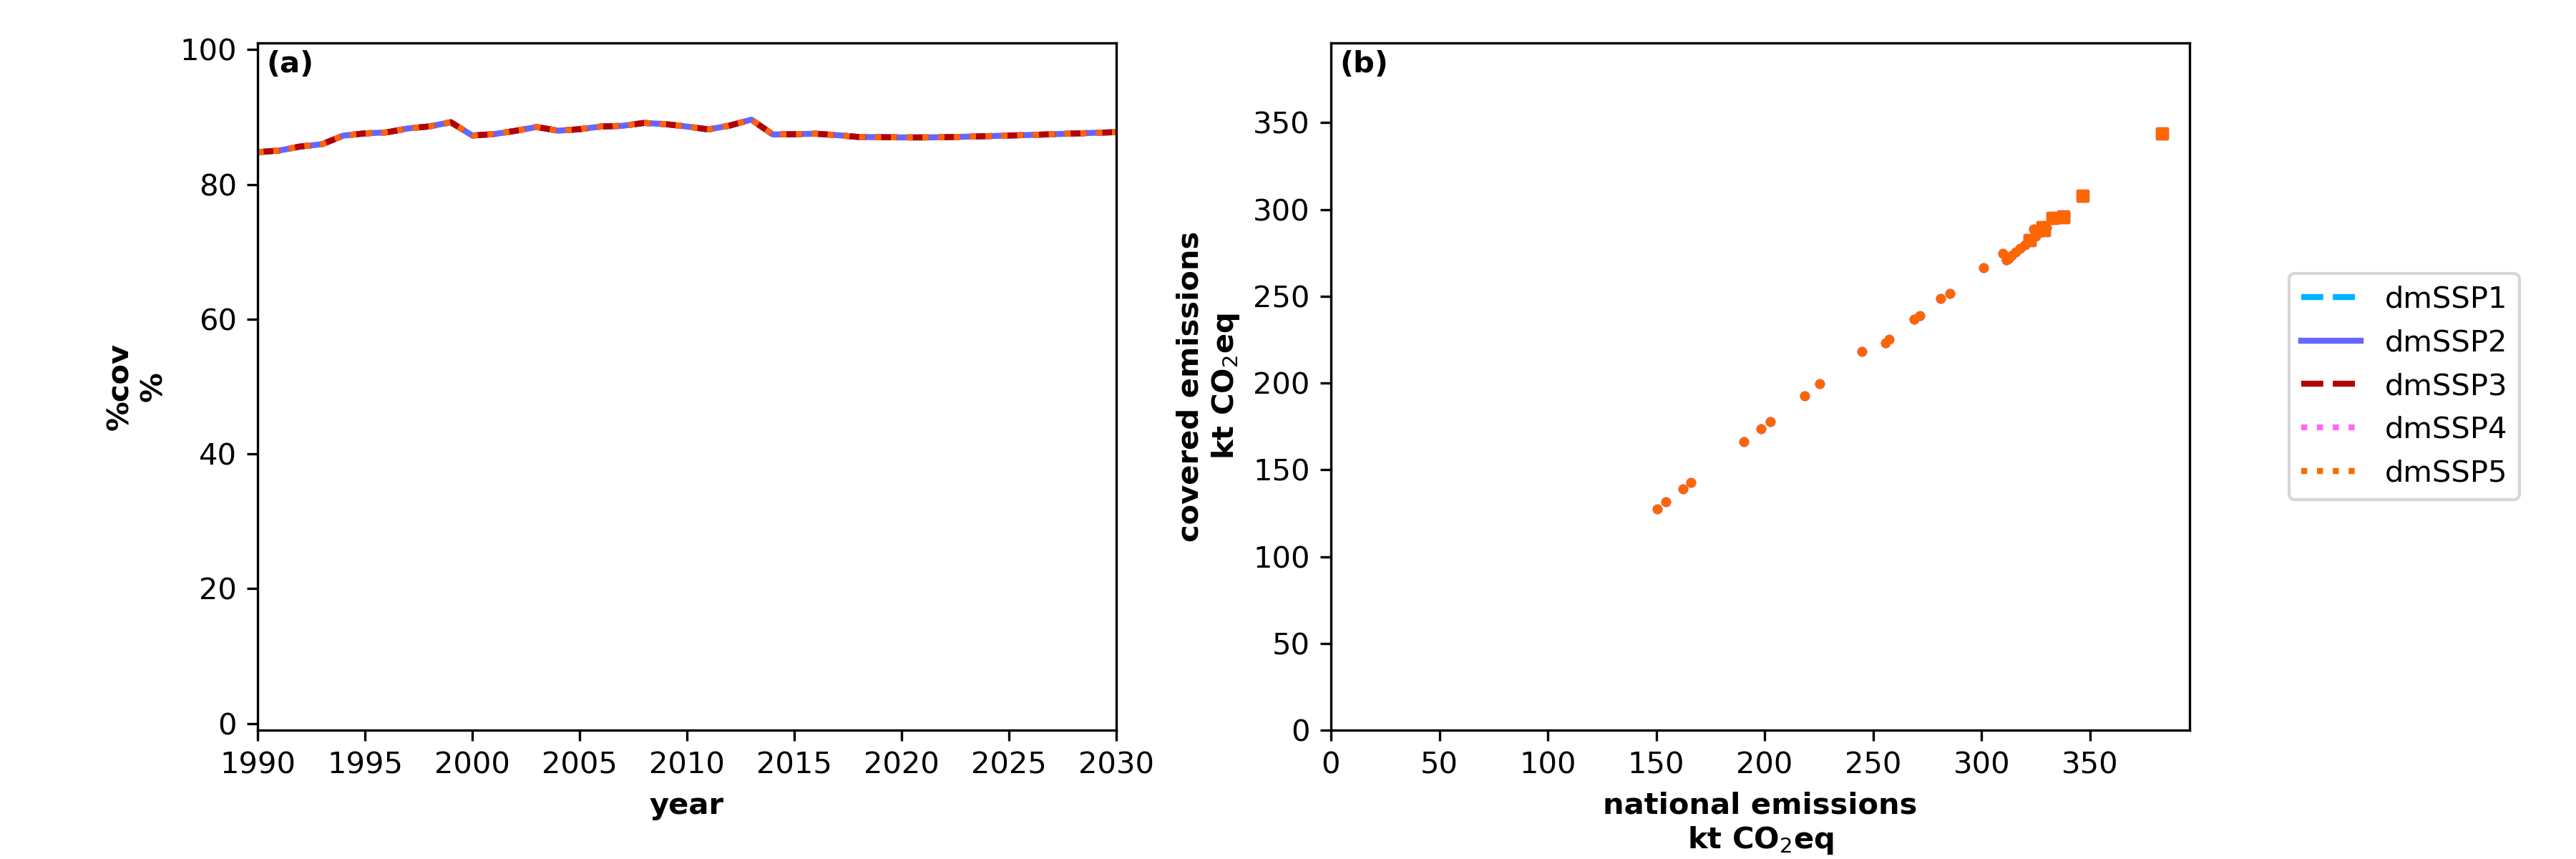 (a)
100
80
60
40
20
0
%cov
%
1990 1995 2000 2005 2010 2015 2020 2025 2030
year
(b)
350
300
250
200
150
100
50
0
covered emissions
kt CO₂eq
0 50 100 150 200 250 300 350
national emissions
kt CO₂eq
dmSSP1
dmSSP2
dmSSP3
dmSSP4
dmSSP5